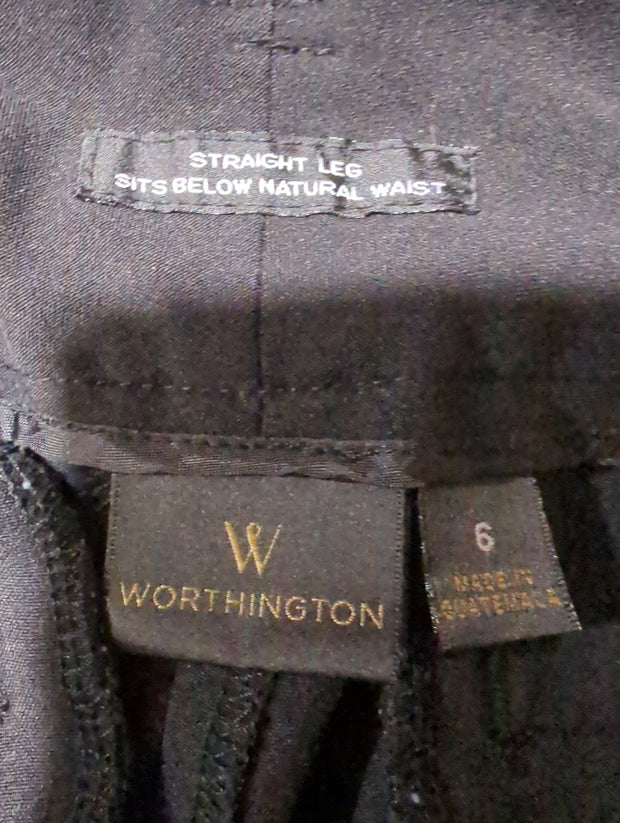 STRAIGHT LEG
SITS BELOW NATURAL WAIST
W
WORTHINGTON
6
MADE IN
GUATEMALA